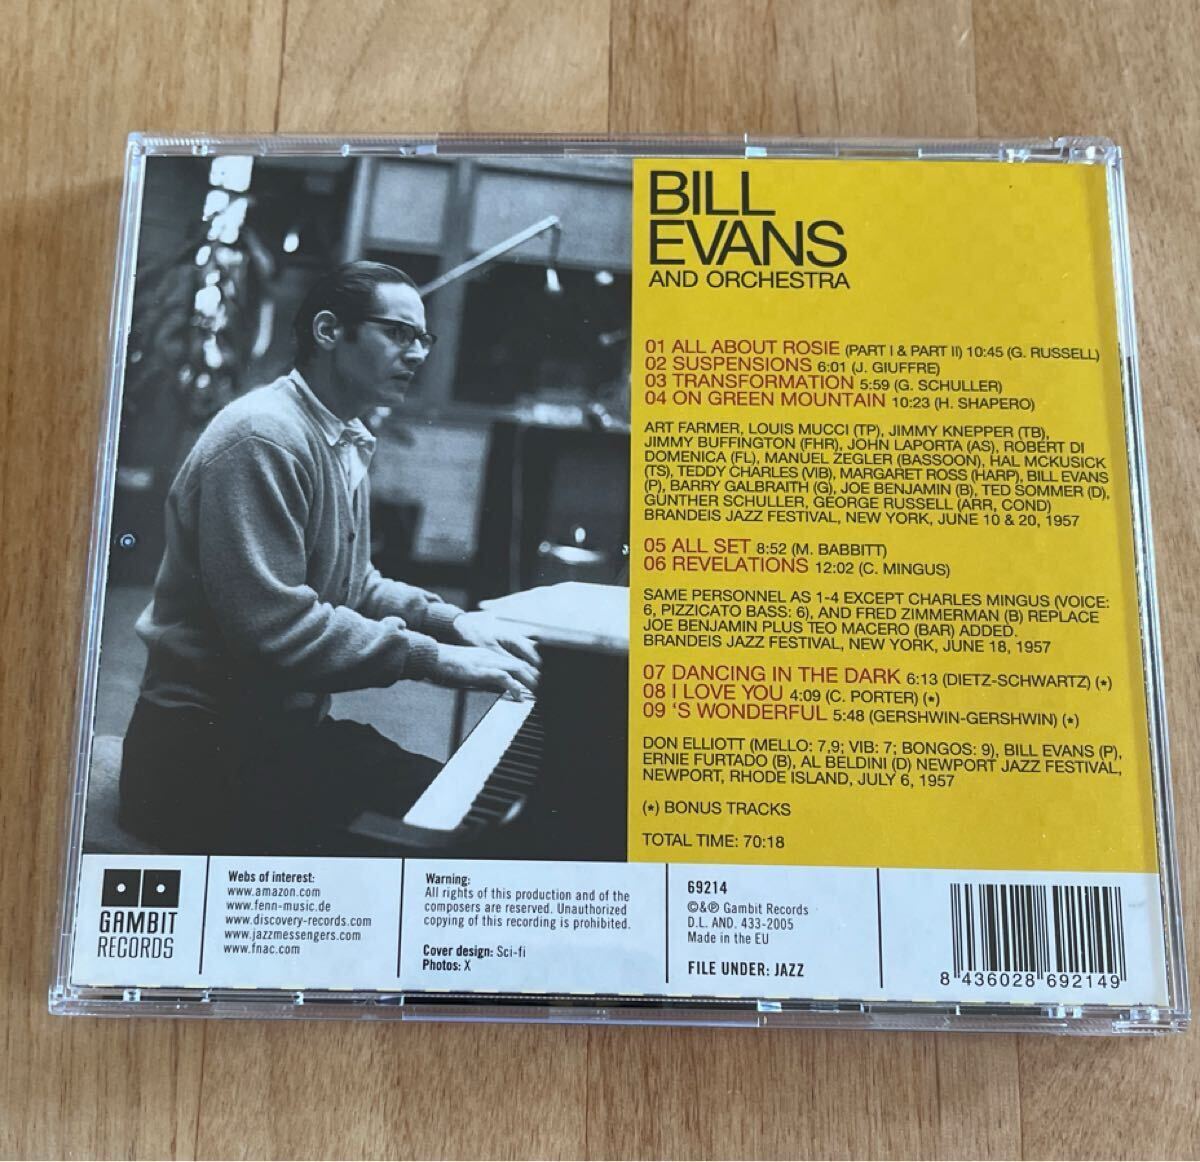 BILL
EVANS
AND ORCHESTRA
01 ALL ABOUT ROSIE (PART I & PART II) 10:45 (G. RUSSELL)
02 SUSPENSIONS 6:01 (J. GIUFFRE)
03 TRANSFORMATION 5:59 (G. SCHULLER)
04 ON GREEN MOUNTAIN 10:23 (H. SHAPERO)
ART FARMER, LOUIS MUCCI (TP), JIMMY KNEPPER (TB),
JIMMY BUFFINGTON (FHR), JOHN LAPORTA (AS), ROBERT DI
DOMENICA (FL), MANUEL ZEGLER (BASSOON), HAL MCKUSICK
(TS), TEDDY CHARLES (VIB), MARGARET ROSS (HARP), BILL EVANS
(P), BARRY GALBRAITH (G), JOE BENJAMIN (B), TED SOMMER (D),
GUNTHER SCHULLER, GEORGE RUSSELL (ARR, COND)
BRANDEIS JAZZ FESTIVAL, NEW YORK, JUNE 10 & 20, 1957
05 ALL SET 8:52 (M. BABBITT)
06 REVELATIONS 12:02 (C. MINGUS)
SAME PERSONNEL AS 1-4 EXCEPT CHARLES MINGUS (VOICE:
6, PIZZICATO BASS: 6), AND FRED ZIMMERMAN (B) REPLACE
JOE BENJAMIN PLUS TEO MACERO (BAR) ADDED.
BRANDEIS JAZZ FESTIVAL, NEW YORK, JUNE 18, 1957
07 DANCING IN THE DARK 6:13 (DIETZ-SCHWARTZ) (*)
08 I LOVE YOU 4:09 (C. PORTER) (*)
09 'S WONDERFUL 5:48 (GERSHWIN-GERSHWIN) (*)
DON ELLIOTT (MELLO: 7,9; VIB: 7; BONGOS: 9), BILL EVANS (P),
ERNIE FURTADO (B), AL BELDINI (D) NEWPORT JAZZ FESTIVAL,
NEWPORT, RHODE ISLAND, JULY 6, 1957
(*) BONUS TRACKS
TOTAL TIME: 70:18
GAMBIT
RECORDS
Webs of interest:
www.amazon.com
www.fenn-music.de
www.discovery-records.com
www.jazzmessengers.com
www.fnac.com
Warning:
All rights of this production and of the
composers are reserved. Unauthorized
copying of this recording is prohibited.
Cover design: Sci-fi
Photos: X
69214
©&℗ Gambit Records
D.L. AND. 433-2005
Made in the EU
FILE UNDER: JAZZ
8 436028 692149